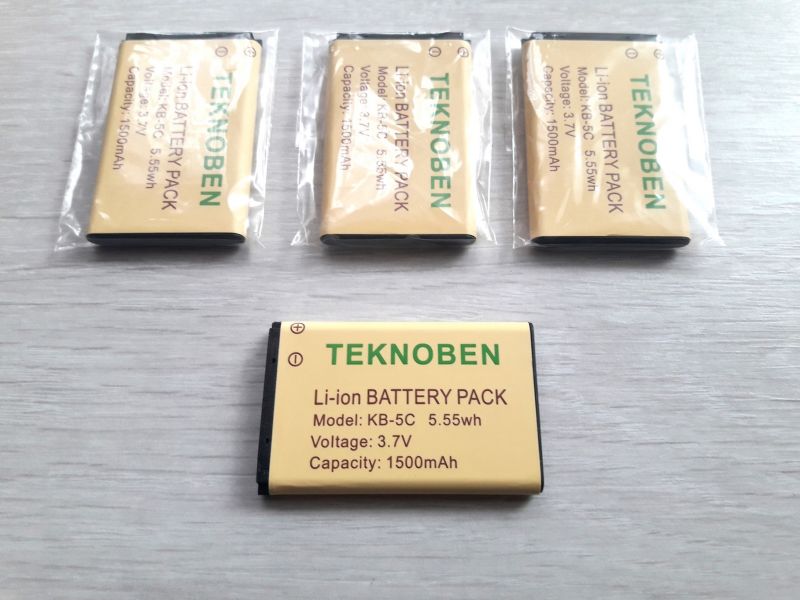 TEKNOBEN
Li-ion BATTERY PACK
Model: KB-5C 5.55wh
Voltage: 3.7V
Capacity: 1500mAh
TEKNOBEN
Li-ion BATTERY PACK
Model: KB-5C 5.55wh
Voltage: 3.7V
Capacity: 1500mAh
TEKNOBEN
Li-ion BATTERY PACK
Model: KB-5C 5.55wh
Voltage: 3.7V
Capacity: 1500mAh
TEKNOBEN
Li-ion BATTERY PACK
Model: KB-5C 5.55wh
Voltage: 3.7V
Capacity: 1500mAh